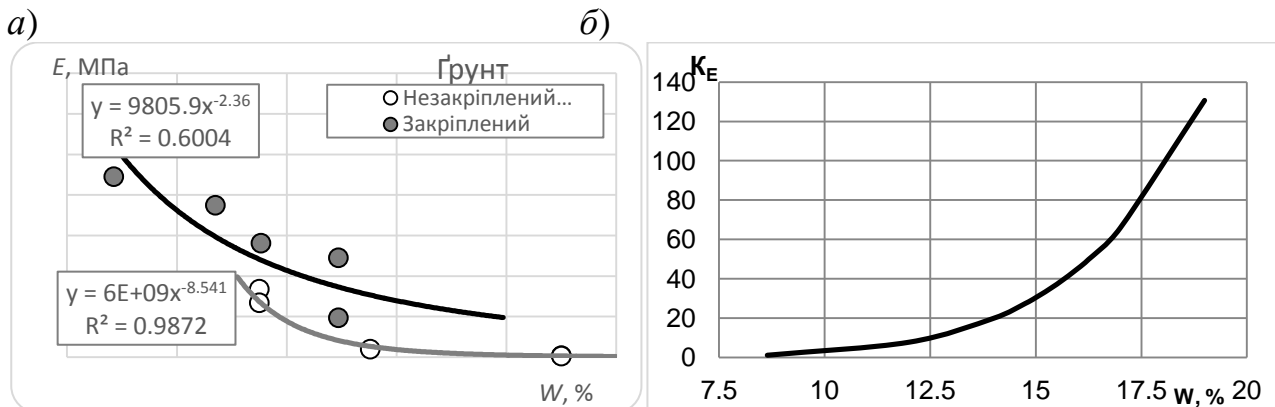 а)
б)
E, МПа
Ґрунт
Незакріплений...
Закріплений
y = 9805.9x^-2.36
R² = 0.6004
y = 6E+09x^-8.541
R² = 0.9872
W, %
K_E
140
120
100
80
60
40
20
0
7.5 10 12.5 15 17.5 W, % 20